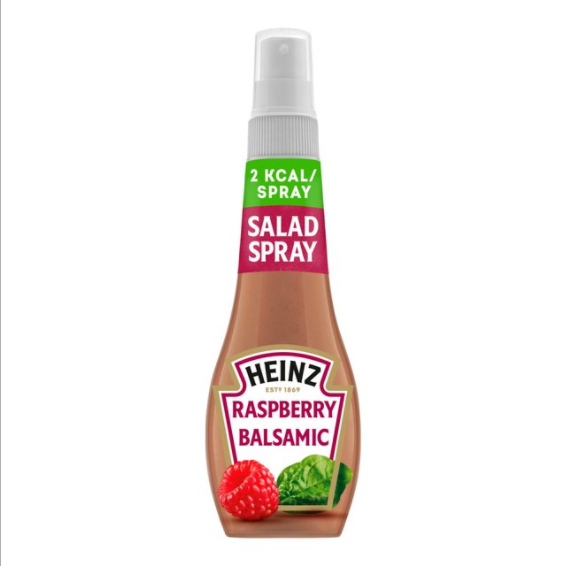 2 KCAL/
SPRAY
SALAD
SPRAY
HEINZ
ESTD 1869
RASPBERRY
BALSAMIC